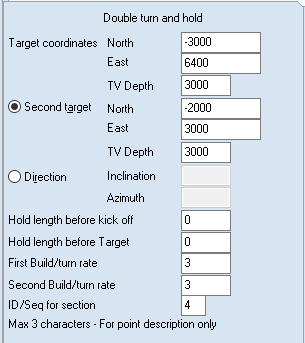 Double turn and hold
Target coordinates North -3000
East 6400
TV Depth 3000
Second target North -2000
East 3000
TV Depth 3000
Direction Inclination
Azimuth
Hold length before kick off 0
Hold length before Target 0
First Build/turn rate 3
Second Build/turn rate 3
ID/Seq for section 4
Max 3 characters - For point description only